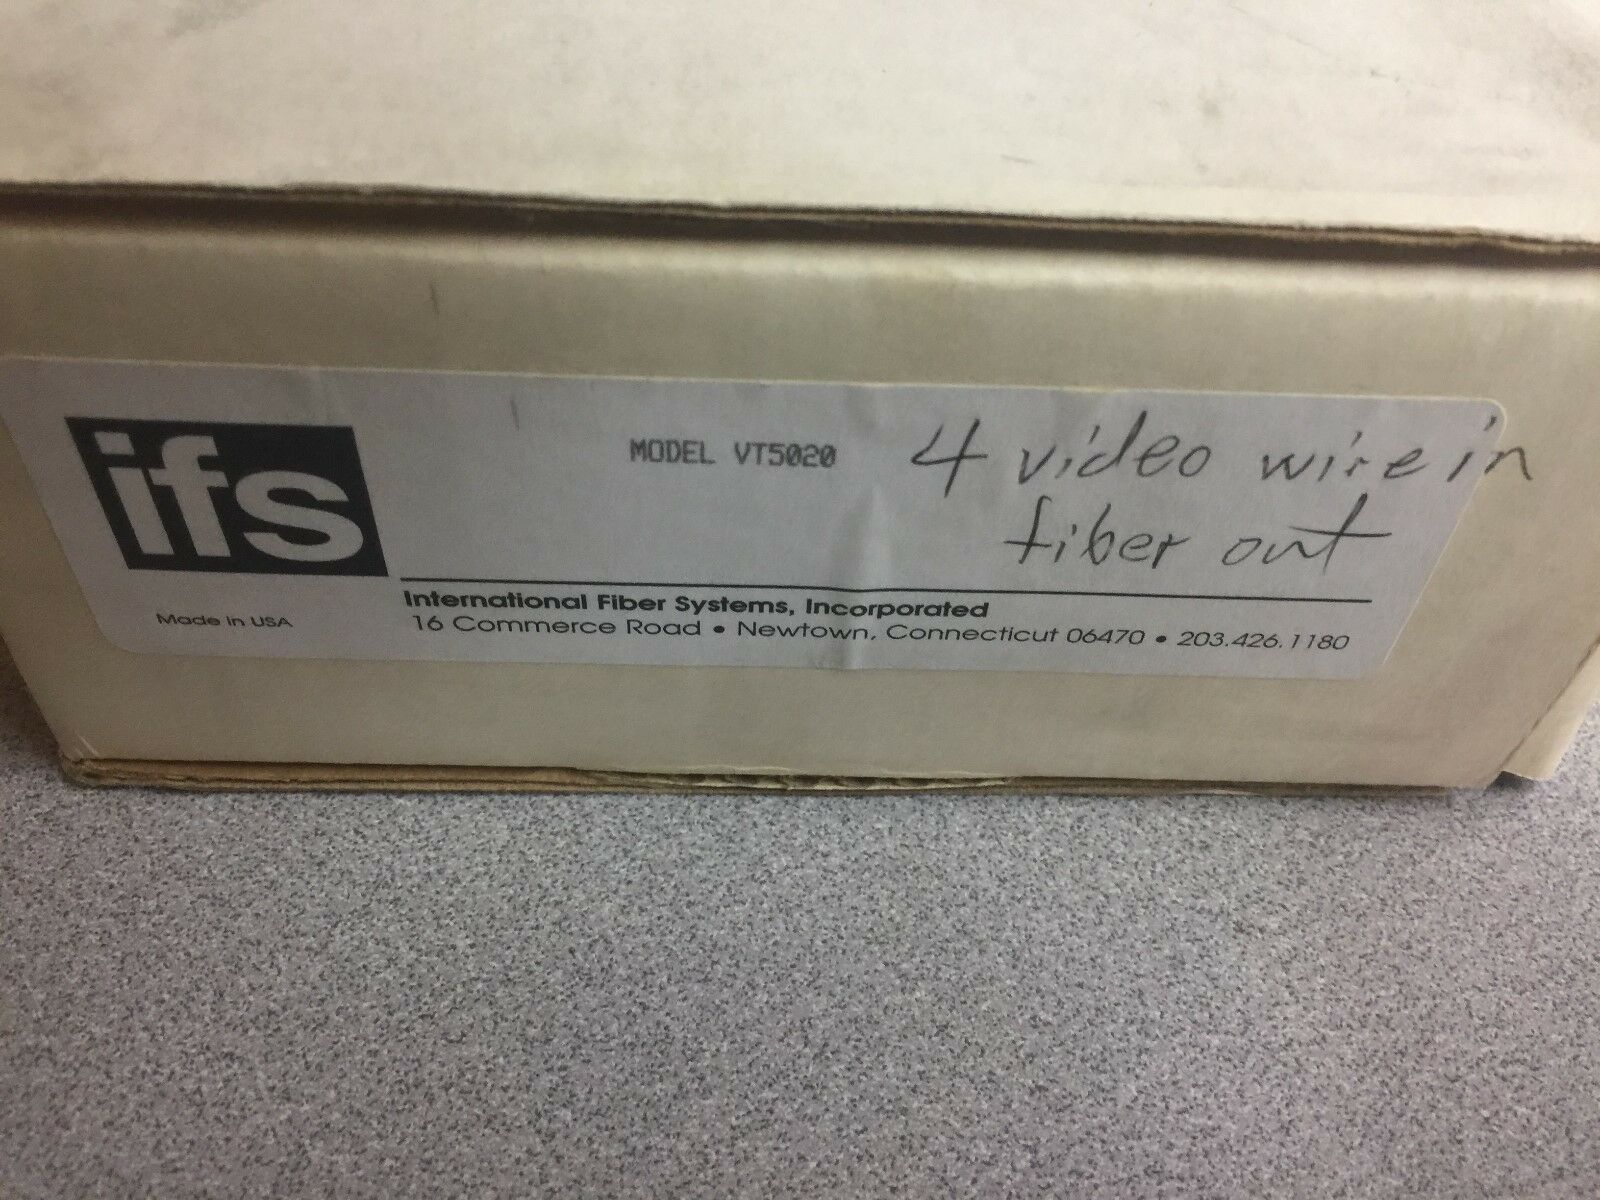 ifs
MODEL VT5020
4 video wire in
fiber out
International Fiber Systems, Incorporated
Made in USA
16 Commerce Road • Newtown, Connecticut 06470 • 203.426.1180